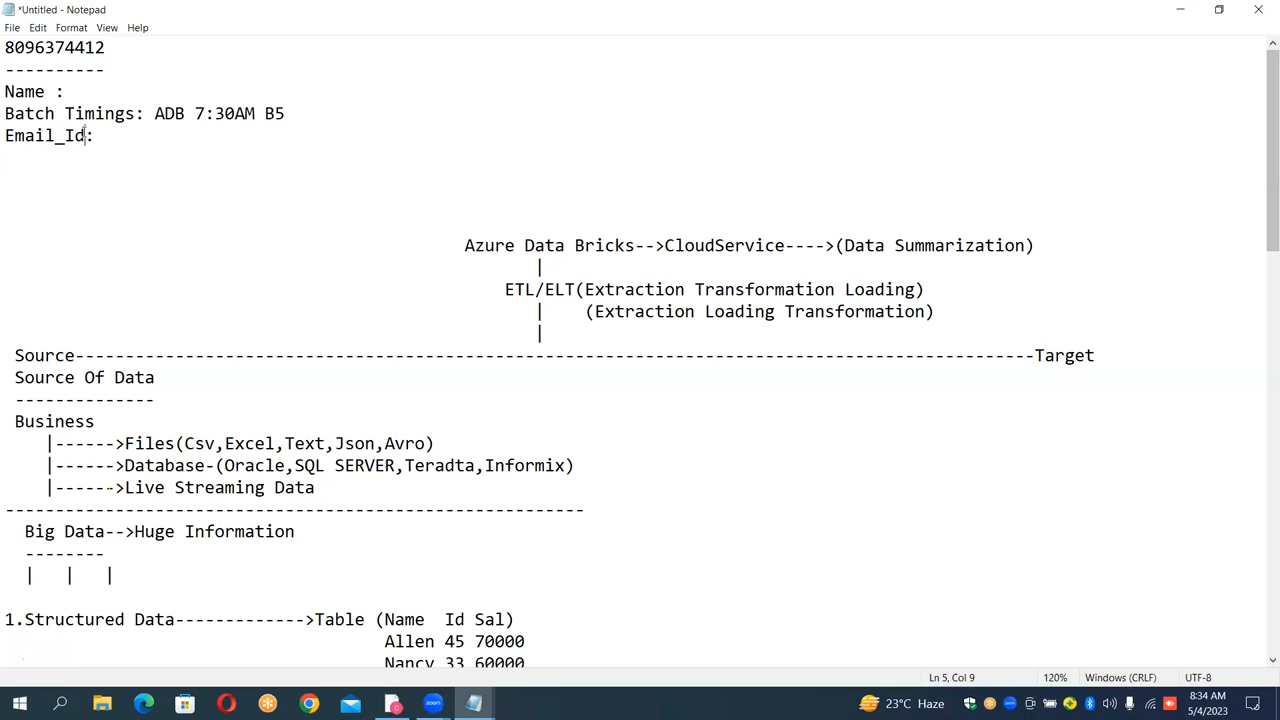 *Untitled - Notepad
File Edit Format View Help
8096374412
----------
Name :
Batch Timings: ADB 7:30AM B5
Email_Id:
Azure Data Bricks-->CloudService---->(Data Summarization)
|
ETL/ELT(Extraction Transformation Loading)
| (Extraction Loading Transformation)
|
Source------------------------------------------------------------------------------------------------Target
Source Of Data
--------------
Business
|------>Files(Csv,Excel,Text,Json,Avro)
|------>Database-(Oracle,SQL SERVER,Teradta,Informix)
|------>Live Streaming Data
----------------------------------------------------------
Big Data-->Huge Information
--------
| | |
1.Structured Data------------->Table (Name Id Sal)
Allen 45 70000
Nancy 33 60000
Ln 5, Col 9 120% Windows (CRLF) UTF-8
zoom
23°C Haze
8:34 AM
5/4/2023